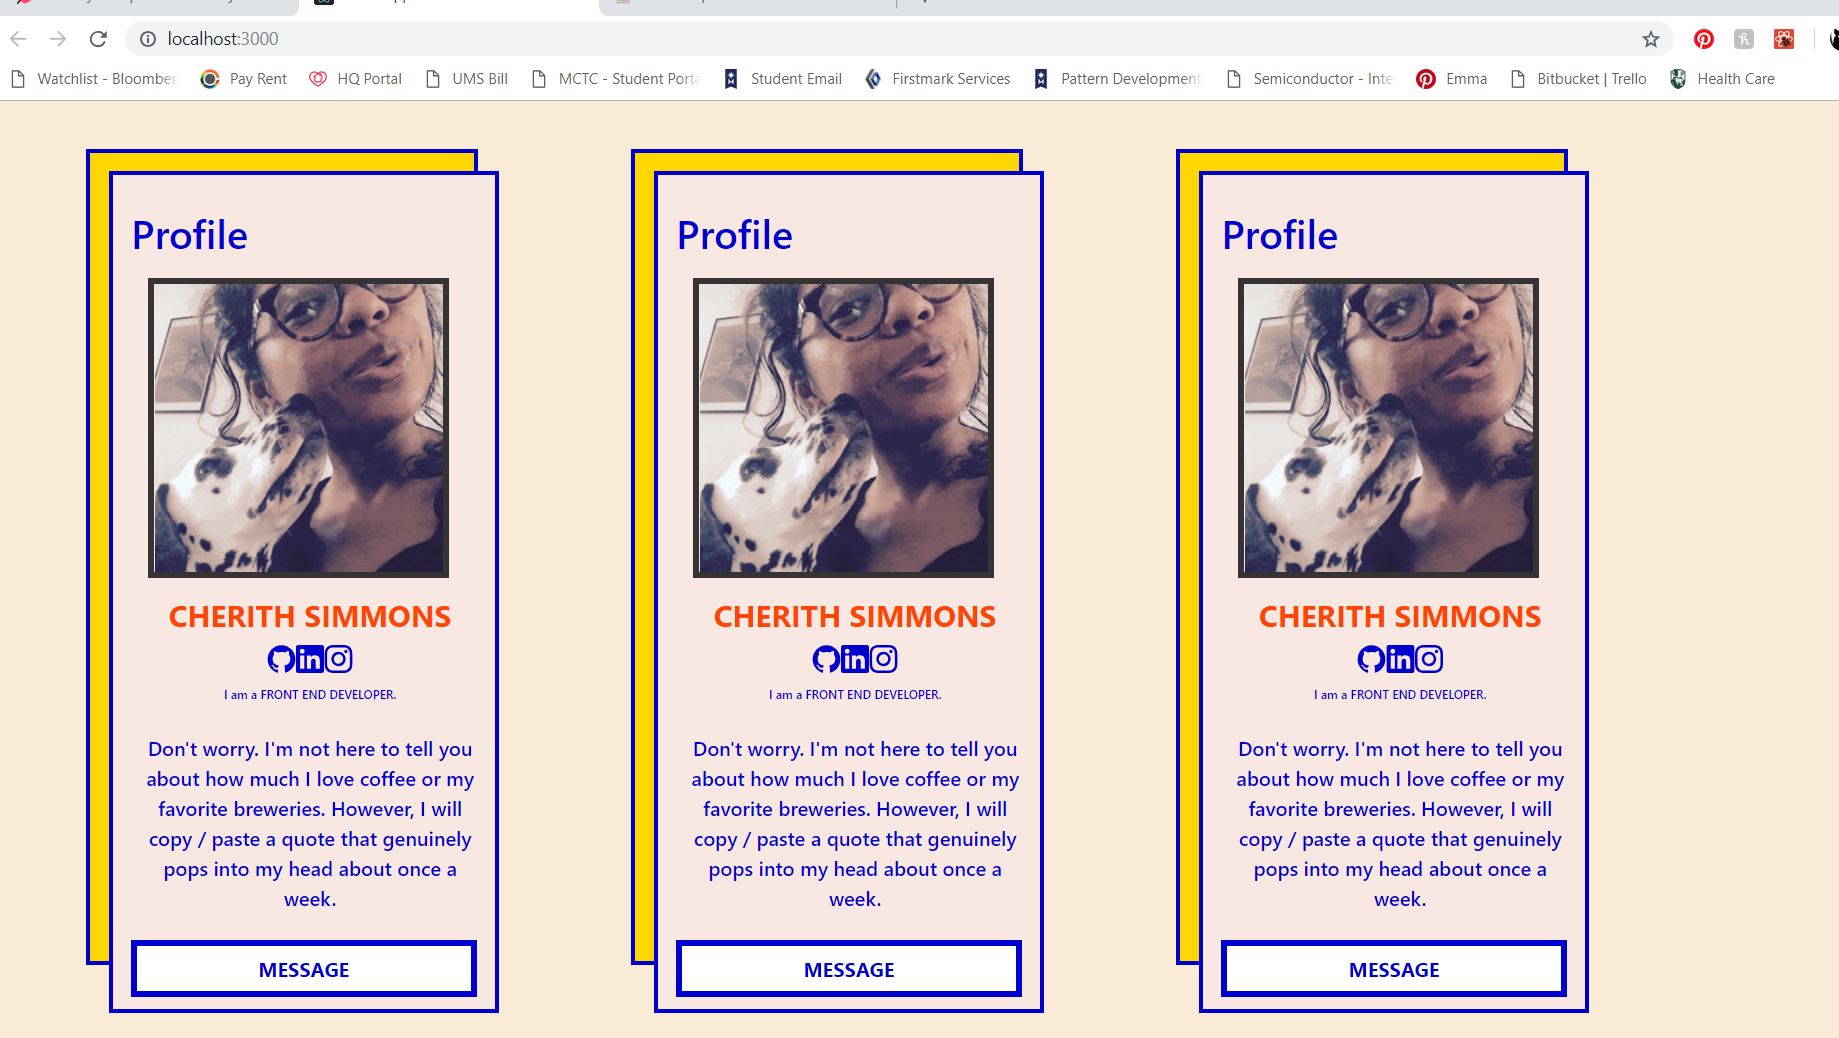 localhost:3000
Watchlist - Bloomber Pay Rent HQ Portal UMS Bill MCTC - Student Porta Student Email Firstmark Services Pattern Development Semiconductor - Inte Emma Bitbucket | Trello Health Care
Profile
CHERITH SIMMONS
I am a FRONT END DEVELOPER.
Don't worry. I'm not here to tell you
about how much I love coffee or my
favorite breweries. However, I will
copy / paste a quote that genuinely
pops into my head about once a
week.
MESSAGE
Profile
CHERITH SIMMONS
I am a FRONT END DEVELOPER.
Don't worry. I'm not here to tell you
about how much I love coffee or my
favorite breweries. However, I will
copy / paste a quote that genuinely
pops into my head about once a
week.
MESSAGE
Profile
CHERITH SIMMONS
I am a FRONT END DEVELOPER.
Don't worry. I'm not here to tell you
about how much I love coffee or my
favorite breweries. However, I will
copy / paste a quote that genuinely
pops into my head about once a
week.
MESSAGE